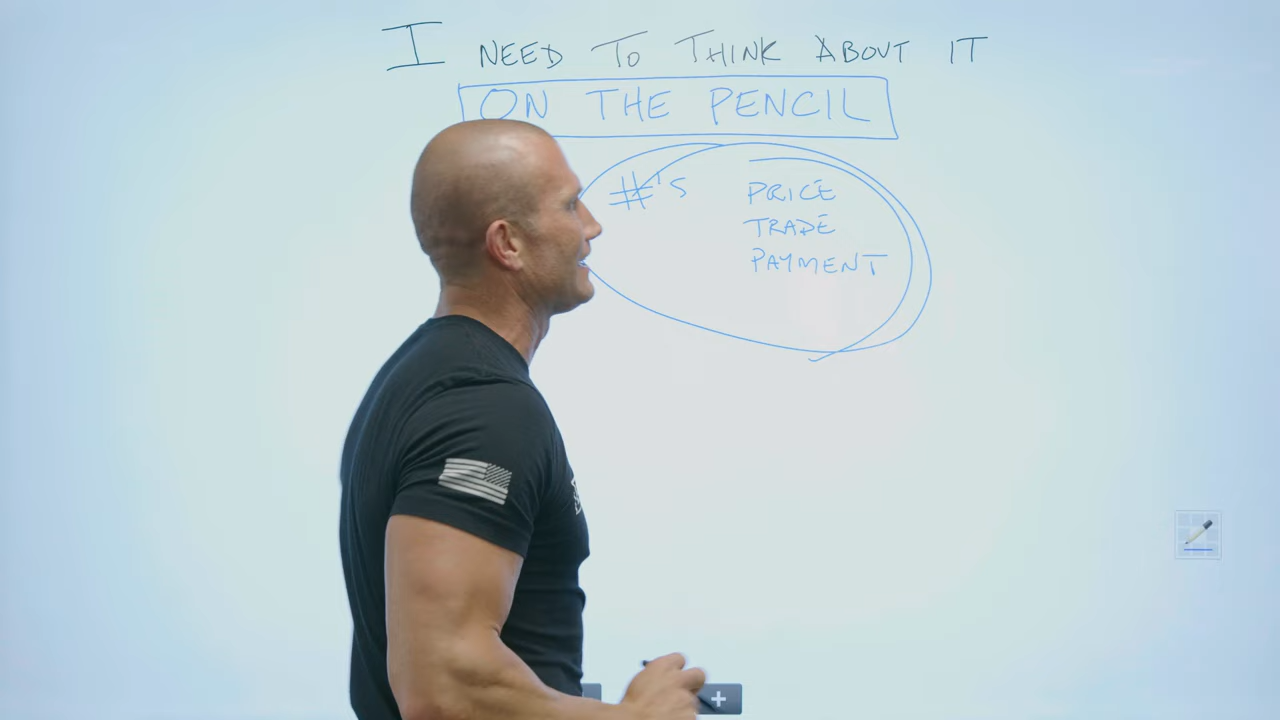 I NEED TO THINK ABOUT IT
ON THE PENCIL
#'S PRICE
TRADE
PAYMENT
+